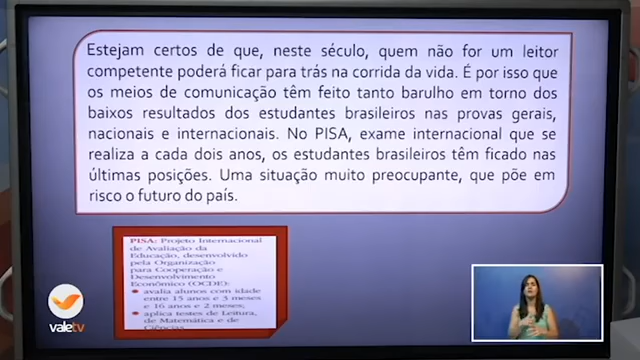 Estejam certos de que, neste século, quem não for um leitor
competente poderá ficar para trás na corrida da vida. É por isso que
os meios de comunicação têm feito tanto barulho em torno dos
baixos resultados dos estudantes brasileiros nas provas gerais,
nacionais e internacionais. No PISA, exame internacional que se
realiza a cada dois anos, os estudantes brasileiros têm ficado nas
últimas posições. Uma situação muito preocupante, que põe em
risco o futuro do país.
PISA: Projeto Internacional
de Avaliação da
Educação, desenvolvido
pela Organização
para Cooperação e
Desenvolvimento
Econômico (OCDE):
• avalia alunos com idade
entre 15 anos e 3 meses
e 16 anos e 2 meses;
• aplica testes de Leitura,
de Matemática e de
Ciências.
valetv